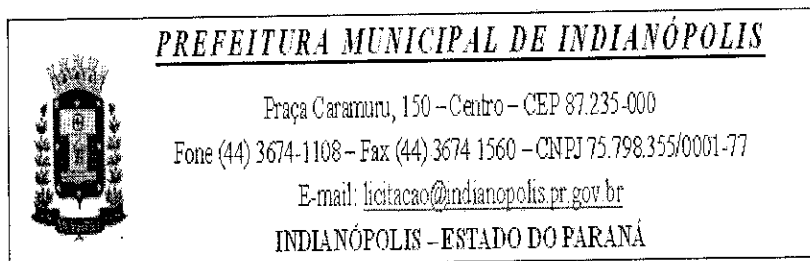 PREFEITURA MUNICIPAL DE INDIANÓPOLIS
Praça Caramuru, 150 – Centro – CEP 87.235-000
Fone (44) 3674-1108 – Fax (44) 3674 1560 – CNPJ 75.798.355/0001-77
E-mail: licitacao@indianopolis.pr.gov.br
INDIANÓPOLIS – ESTADO DO PARANÁ